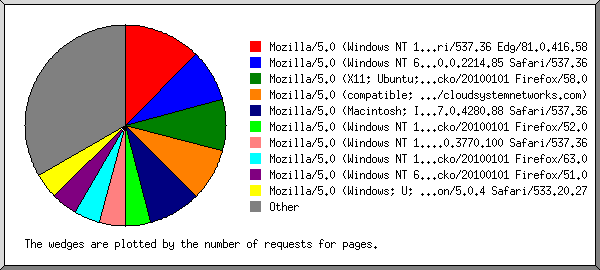 Mozilla/5.0 (Windows NT 1...ri/537.36 Edg/81.0.416.58
Mozilla/5.0 (Windows NT 6...0.0.2214.85 Safari/537.36
Mozilla/5.0 (X11; Ubuntu;...cko/20100101 Firefox/58.0
Mozilla/5.0 (compatible; .../cloudsystemnetworks.com)
Mozilla/5.0 (Macintosh; I...7.0.4280.88 Safari/537.36
Mozilla/5.0 (Windows NT 1...cko/20100101 Firefox/52.0
Mozilla/5.0 (Windows NT 1....0.3770.100 Safari/537.36
Mozilla/5.0 (Windows NT 1...cko/20100101 Firefox/63.0
Mozilla/5.0 (Windows NT 6...cko/20100101 Firefox/51.0
Mozilla/5.0 (Windows; U; ...on/5.0.4 Safari/533.20.27
Other
The wedges are plotted by the number of requests for pages.